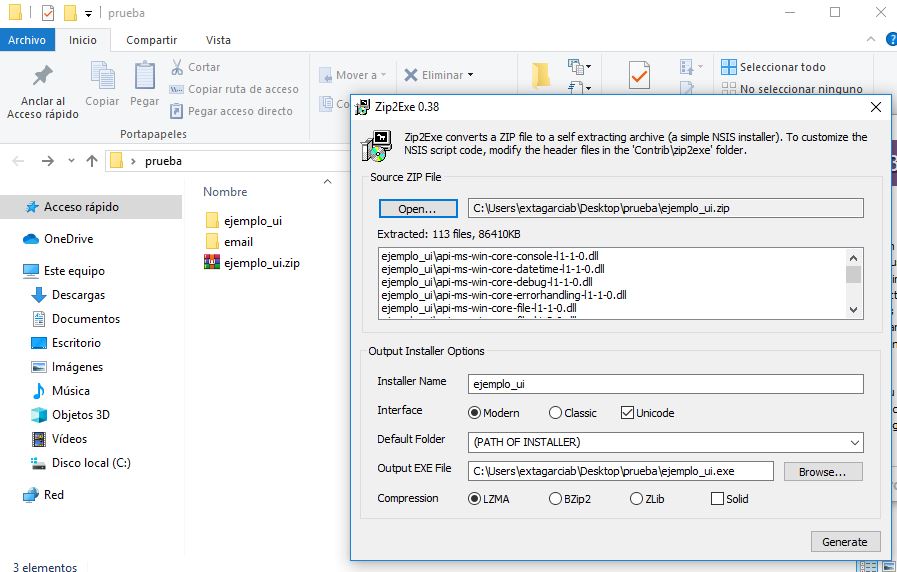 prueba
Archivo Inicio Compartir Vista
Anclar al Acceso rápido
Copiar
Pegar
Cortar
Copiar ruta de acceso
Pegar acceso directo
Portapapeles
Mover a
Eliminar
Seleccionar todo
No seleccionar ninguno
prueba
Acceso rápido
OneDrive
Este equipo
Descargas
Documentos
Escritorio
Imágenes
Música
Objetos 3D
Vídeos
Disco local (C:)
Red
3 elementos
Nombre
ejemplo_ui
email
ejemplo_ui.zip
Zip2Exe 0.38
Zip2Exe converts a ZIP file to a self extracting archive (a simple NSIS installer). To customize the
NSIS script code, modify the header files in the 'Contrib\zip2exe' folder.
Source ZIP File
Open... C:\Users\extagarciab\Desktop\prueba\ejemplo_ui.zip
Extracted: 113 files, 86410KB
ejemplo_ui\api-ms-win-core-console-l1-1-0.dll
ejemplo_ui\api-ms-win-core-datetime-l1-1-0.dll
ejemplo_ui\api-ms-win-core-debug-l1-1-0.dll
ejemplo_ui\api-ms-win-core-errorhandling-l1-1-0.dll
ejemplo_ui\api-ms-win-core-file-l1-1-0.dll
Output Installer Options
Installer Name ejemplo_ui
Interface Modern Classic Unicode
Default Folder (PATH OF INSTALLER)
Output EXE File C:\Users\extagarciab\Desktop\prueba\ejemplo_ui.exe Browse...
Compression LZMA BZip2 ZLib Solid
Generate